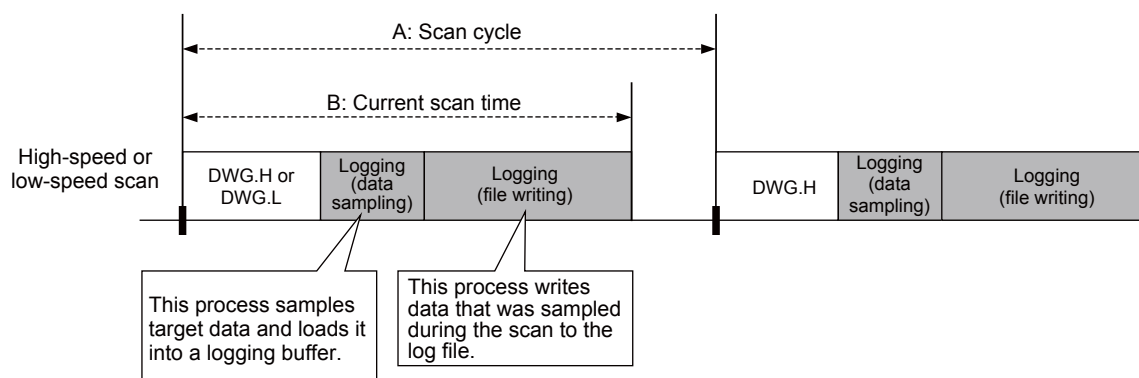 A: Scan cycle
B: Current scan time
High-speed or
low-speed scan
DWG.H or
DWG.L
Logging
(data
sampling)
Logging
(file writing)
DWG.H
Logging
(data
sampling)
Logging
(file writing)
This process samples
target data and loads it
into a logging buffer.
This process writes
data that was sampled
during the scan to the
log file.